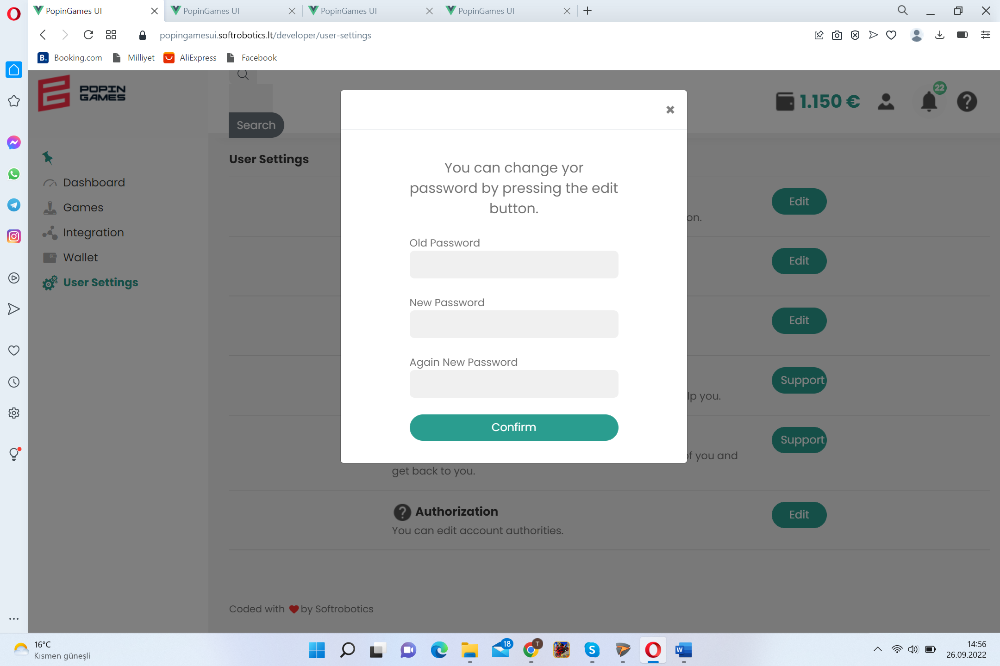 PopinGames UI
PopinGames UI
PopinGames UI
PopinGames UI
popingamesui.softrobotics.lt/developer/user-settings
B. Booking.com
Milliyet
AliExpress
Facebook
POPIN
GAMES
Search
1.150 €
22
Dashboard
Games
Integration
Wallet
User Settings
User Settings
You can change yor
password by pressing the edit
button.
Old Password
New Password
Again New Password
Confirm
Edit
on.
Edit
Edit
Support
lp you.
Support
of you and
get back to you.
Authorization
You can edit account authorities.
Edit
Coded with by Softrobotics
16°C
Kısmen güneşli
18
T
S
W
14:56
26.09.2022